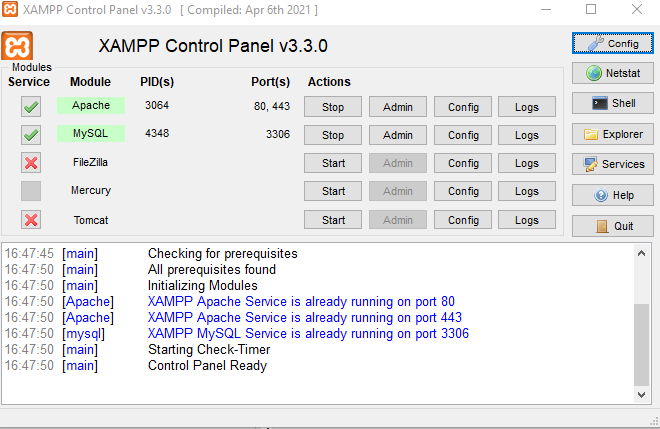 XAMPP Control Panel v3.3.0 [ Compiled: Apr 6th 2021 ]
XAMPP Control Panel v3.3.0
Config
Modules
Service Module PID(s) Port(s) Actions
Netstat
Apache 3064 80, 443 Stop Admin Config Logs
Shell
MySQL 4348 3306 Stop Admin Config Logs
Explorer
FileZilla Start Admin Config Logs
Services
Mercury Start Admin Config Logs
Help
Tomcat Start Admin Config Logs
Quit
16:47:45 [main] Checking for prerequisites
16:47:50 [main] All prerequisites found
16:47:50 [main] Initializing Modules
16:47:50 [Apache] XAMPP Apache Service is already running on port 80
16:47:50 [Apache] XAMPP Apache Service is already running on port 443
16:47:50 [mysql] XAMPP MySQL Service is already running on port 3306
16:47:50 [main] Starting Check-Timer
16:47:50 [main] Control Panel Ready